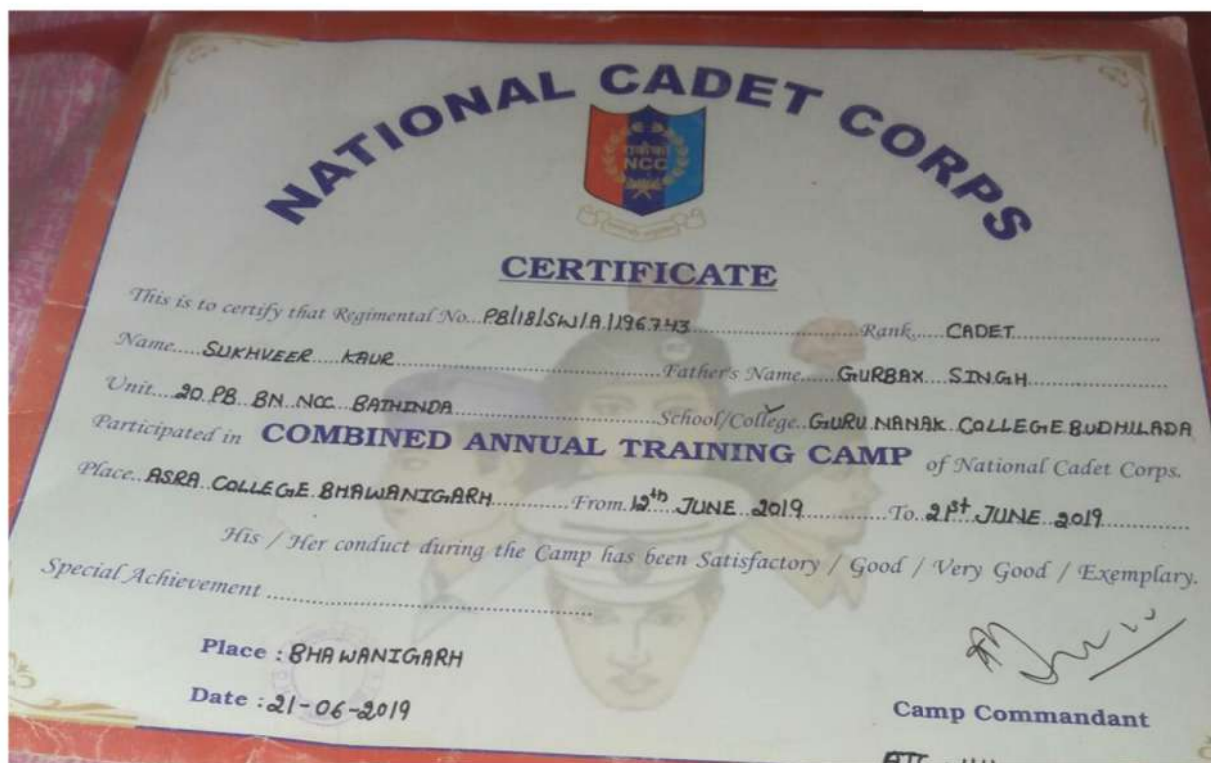 NATIONAL CADET CORPS
एनसीसी
NCC
CERTIFICATE
This is to certify that Regimental No...PB/18/SW/A/196743...Rank...CADET...
Name...SUKHVEER KAUR...Father's Name...GURBAX SINGH...
Unit...20 PB BN NCC BATHINDA...School/College...GURU NANAK COLLEGE BUDHLADA
Participated in COMBINED ANNUAL TRAINING CAMP of National Cadet Corps.
Place...ASRA COLLEGE BHAWANIGARH...From 12th JUNE 2019...To...21st JUNE 2019...
His / Her conduct during the Camp has been Satisfactory / Good / Very Good / Exemplary.
Special Achievement ...
Place : BHAWANIGARH
Date : 21-06-2019
Camp Commandant